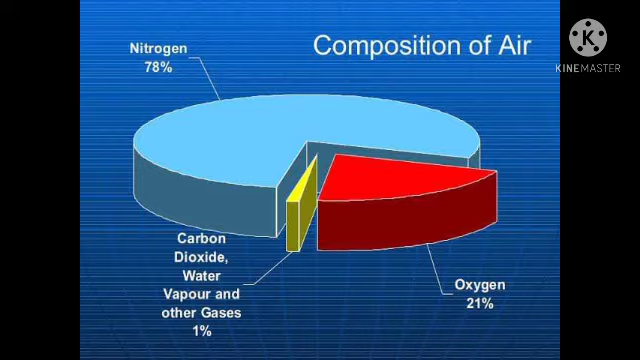 Composition of Air
KINEMASTER
Nitrogen
78%
Carbon
Dioxide,
Water
Vapour and
other Gases
1%
Oxygen
21%